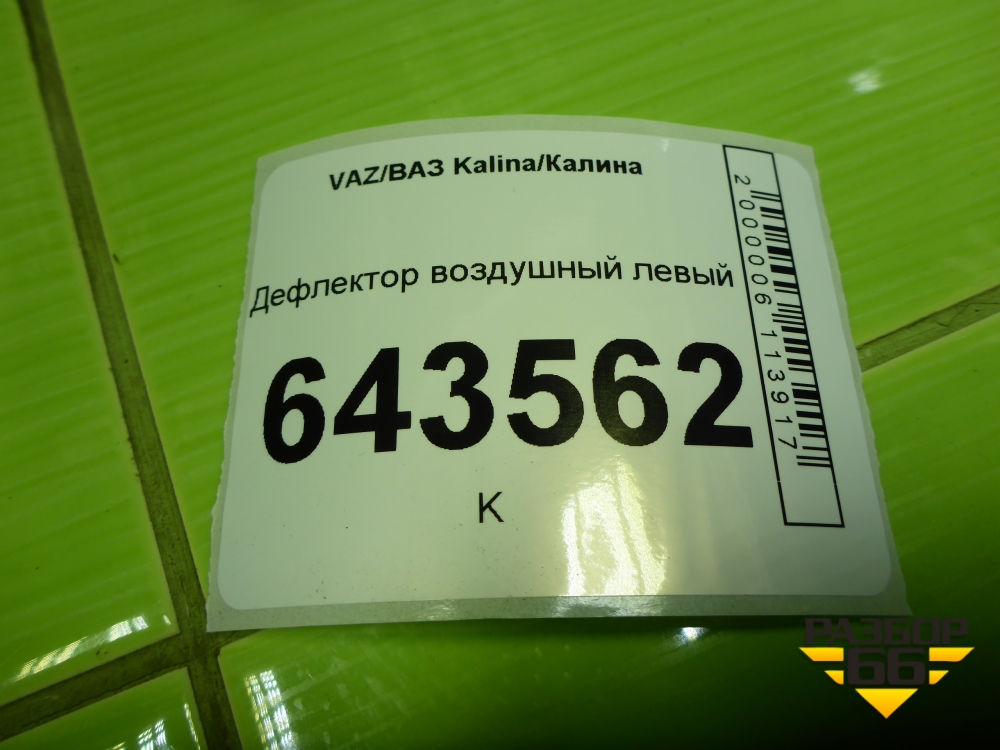 VAZ/ВАЗ Kalina/Калина
Дефлектор воздушный левый
643562
К
2000006113917
РАЗБОР
66